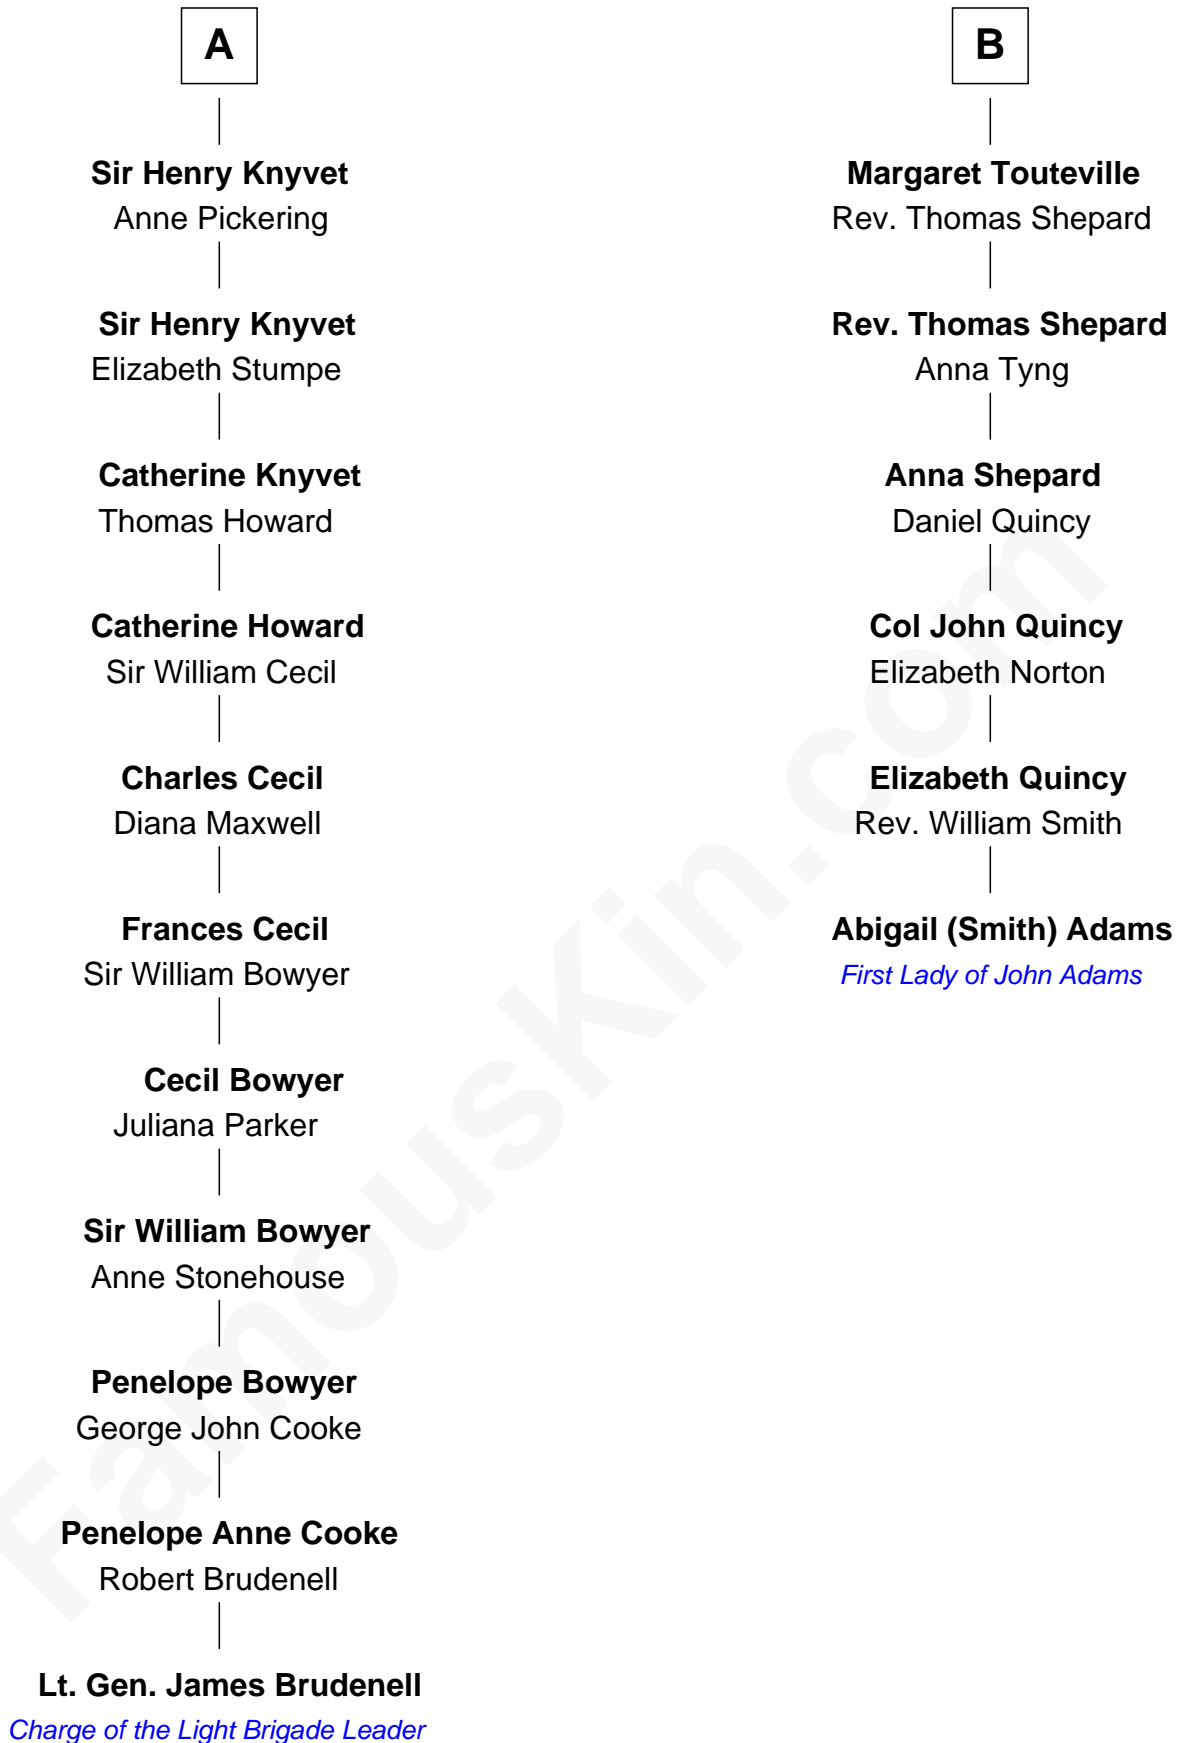 A
Sir Henry Knyvet
Anne Pickering
Sir Henry Knyvet
Elizabeth Stumpe
Catherine Knyvet
Thomas Howard
Catherine Howard
Sir William Cecil
Charles Cecil
Diana Maxwell
Frances Cecil
Sir William Bowyer
Cecil Bowyer
Juliana Parker
Sir William Bowyer
Anne Stonehouse
Penelope Bowyer
George John Cooke
Penelope Anne Cooke
Robert Brudenell
Lt. Gen. James Brudenell
Charge of the Light Brigade Leader
B
Margaret Touteville
Rev. Thomas Shepard
Rev. Thomas Shepard
Anna Tyng
Anna Shepard
Daniel Quincy
Col John Quincy
Elizabeth Norton
Elizabeth Quincy
Rev. William Smith
Abigail (Smith) Adams
First Lady of John Adams
FamousKin.com